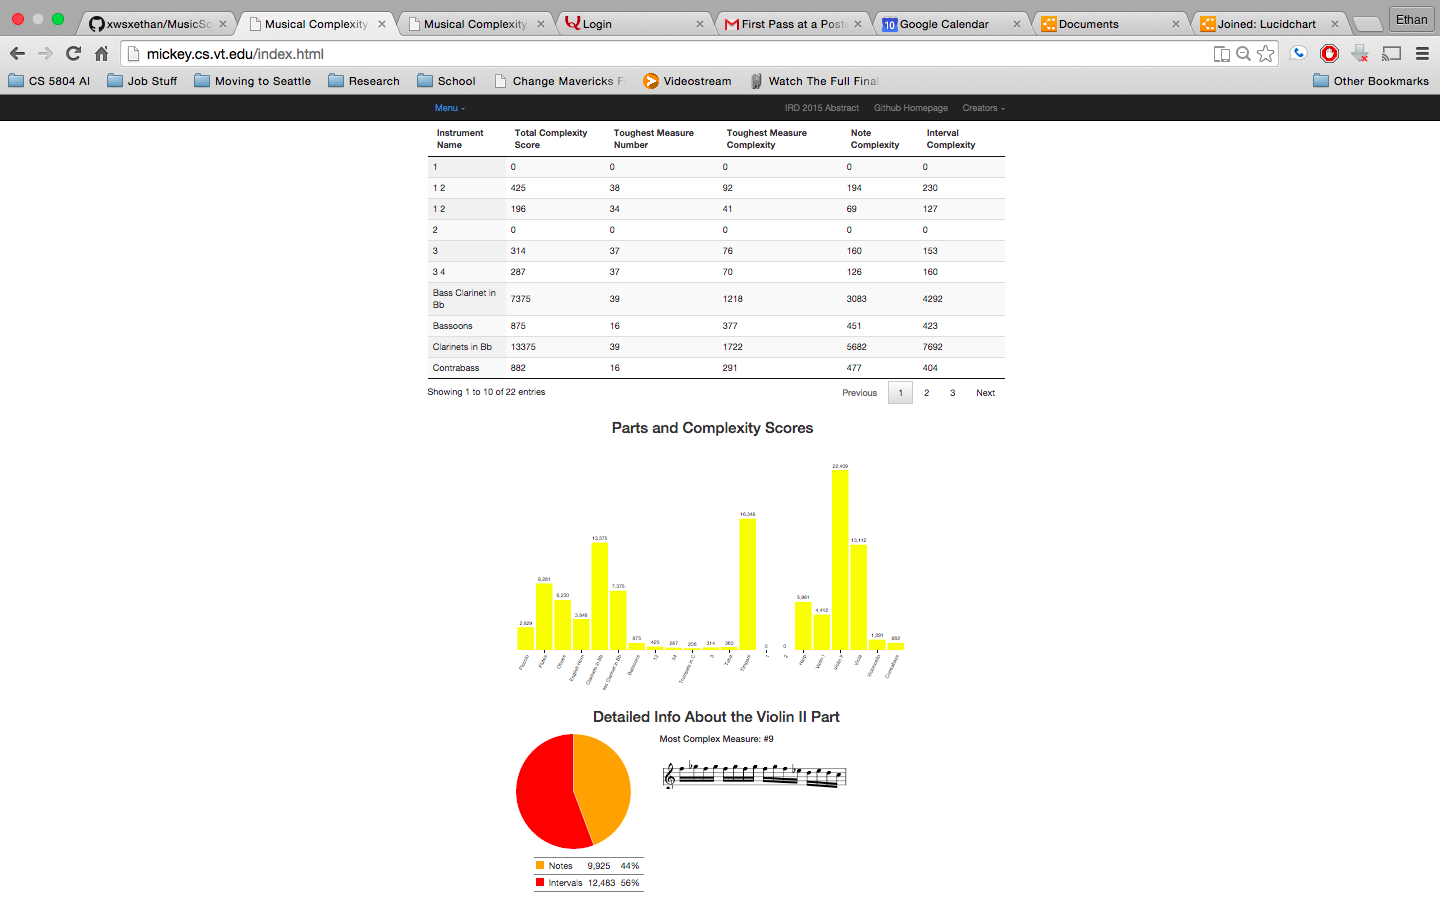 xwsxethan/MusicSc
Musical Complexity
Musical Complexity
Login
First Pass at a Poste
10 Google Calendar
Documents
Joined: Lucidchart
Ethan
mickey.cs.vt.edu/index.html
CS 5804 AI
Job Stuff
Moving to Seattle
Research
School
Change Mavericks F
Videostream
Watch The Full Final
Other Bookmarks
Menu
IRD 2015 Abstract
Github Homepage
Creators
Instrument Name Total Complexity Score Toughest Measure Number Toughest Measure Complexity Note Complexity Interval Complexity
1 0 0 0 0 0
1 2 425 38 92 194 230
1 2 196 34 41 69 127
2 0 0 0 0 0
3 314 37 76 160 153
3 4 287 37 70 126 160
Bass Clarinet in Bb 7375 39 1218 3083 4292
Bassoons 875 16 377 451 423
Clarinets in Bb 13375 39 1722 5682 7692
Contrabass 882 16 291 477 404
Showing 1 to 10 of 22 entries
Previous 1 2 3 Next
Parts and Complexity Scores
2,829 8,281 6,230 3,846 13,375 7,375 875 425 287 206 314 360 16,348 0 0 5,981 4,412 22,409 13,112 1,291 882
Piccolo Flutes Oboes English Horn Clarinets in Bb ss Clarinet in Bb Bassoons 12 34 Trumpets in C 3 Tuba Timpani 1 2 Harp Violin I Violin II Viola Violoncello Contrabass
Detailed Info About the Violin II Part
Most Complex Measure: #9
Notes 9,925 44%
Intervals 12,483 56%